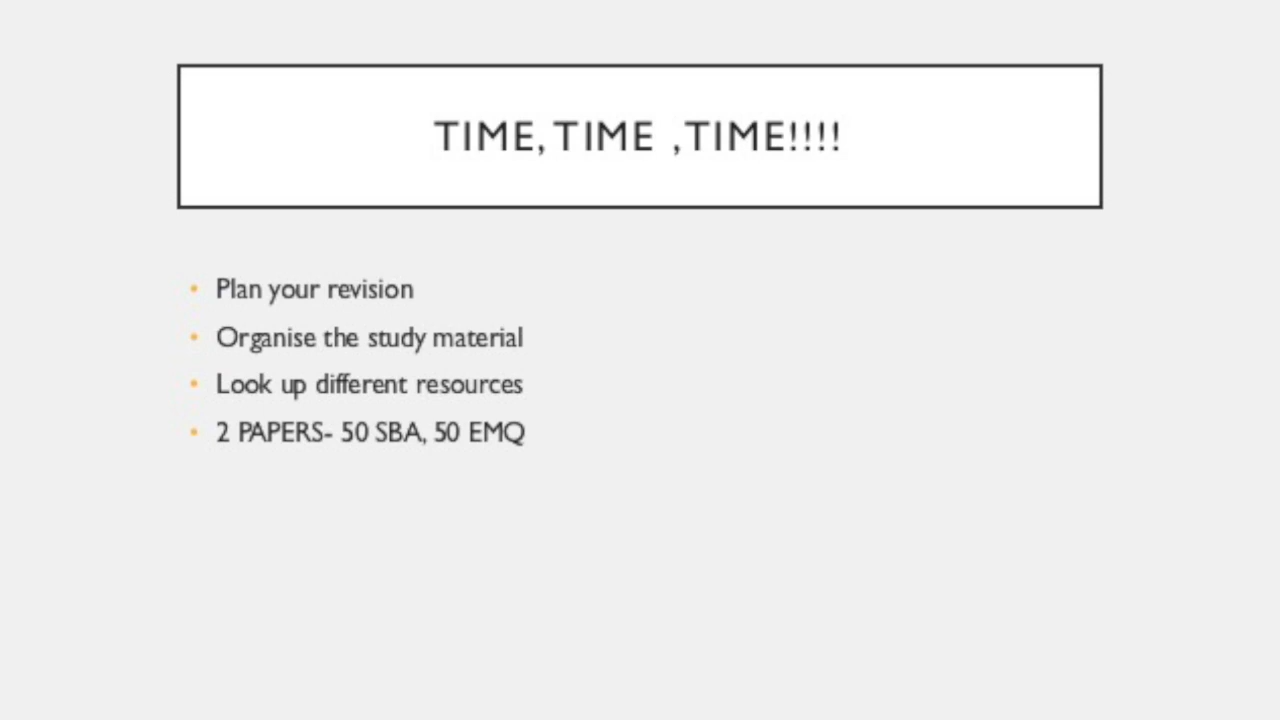 TIME, TIME ,TIME!!!!
• Plan your revision
• Organise the study material
• Look up different resources
• 2 PAPERS- 50 SBA, 50 EMQ